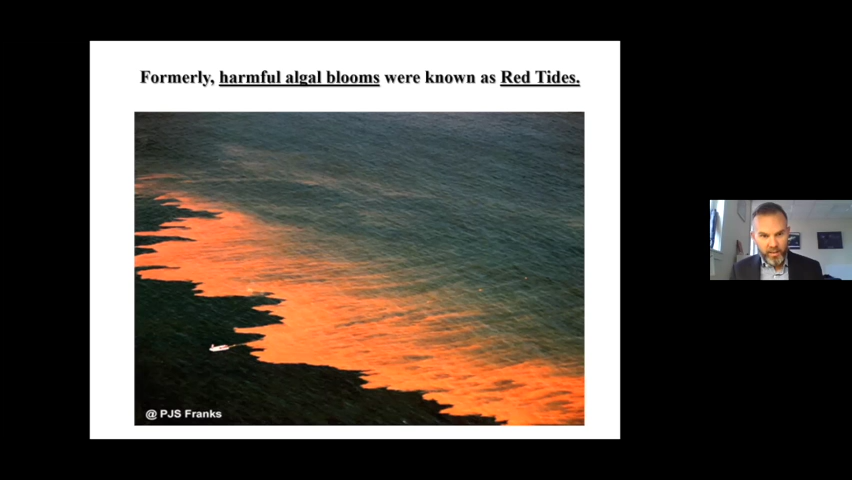 Formerly, harmful algal blooms were known as Red Tides.
@ PJS Franks